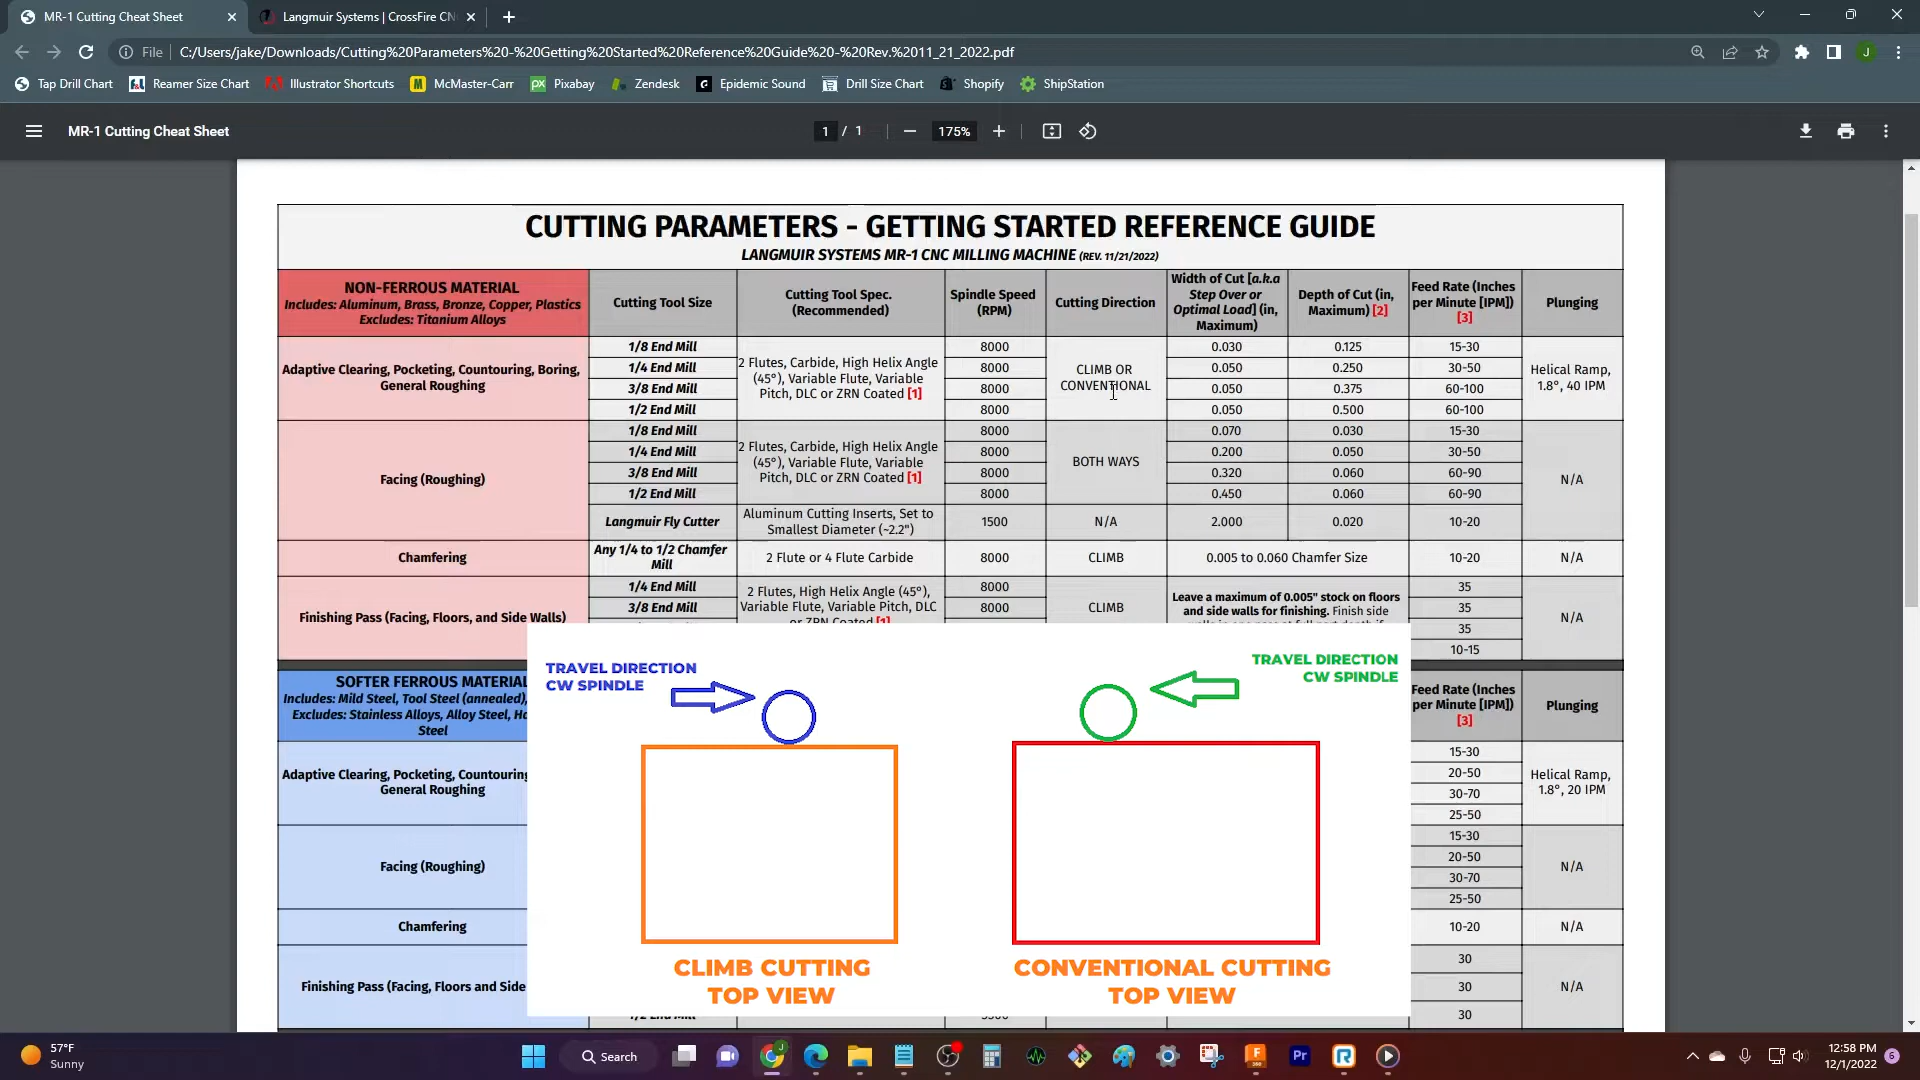 MR-1 Cutting Cheat Sheet
Langmuir Systems | CrossFire CN
File C:/Users/jake/Downloads/Cutting%20Parameters%20-%20Getting%20Started%20Reference%20Guide%20-%20Rev.%2011_21_2022.pdf
J
Tap Drill Chart Reamer Size Chart Illustrator Shortcuts McMaster-Carr Pixabay Zendesk Epidemic Sound Drill Size Chart Shopify ShipStation
MR-1 Cutting Cheat Sheet
1 / 1
175%
CUTTING PARAMETERS - GETTING STARTED REFERENCE GUIDE
LANGMUIR SYSTEMS MR-1 CNC MILLING MACHINE (REV. 11/21/2022)
NON-FERROUS MATERIAL
Includes: Aluminum, Brass, Bronze, Copper, Plastics
Excludes: Titanium Alloys
Cutting Tool Size
Cutting Tool Spec.
(Recommended)
Spindle Speed
(RPM)
Cutting Direction
Width of Cut [a.k.a
Step Over or
Optimal Load] (in,
Maximum)
Depth of Cut (in,
Maximum) [2]
Feed Rate (Inches
per Minute [IPM])
[3]
Plunging
Adaptive Clearing, Pocketing, Countouring, Boring,
General Roughing
1/8 End Mill
1/4 End Mill
3/8 End Mill
1/2 End Mill
2 Flutes, Carbide, High Helix Angle
(45°), Variable Flute, Variable
Pitch, DLC or ZRN Coated [1]
8000
8000
8000
8000
CLIMB OR
CONVENTIONAL
0.030 0.125 15-30
0.050 0.250 30-50
0.050 0.375 60-100
0.050 0.500 60-100
Helical Ramp,
1.8°, 40 IPM
Facing (Roughing)
1/8 End Mill
1/4 End Mill
3/8 End Mill
1/2 End Mill
2 Flutes, Carbide, High Helix Angle
(45°), Variable Flute, Variable
Pitch, DLC or ZRN Coated [1]
8000
8000
8000
8000
BOTH WAYS
0.070 0.030 15-30
0.200 0.050 30-50
0.320 0.060 60-90
0.450 0.060 60-90
N/A
Langmuir Fly Cutter
Aluminum Cutting Inserts, Set to
Smallest Diameter (~2.2")
1500 N/A 2.000 0.020 10-20
Chamfering
Any 1/4 to 1/2 Chamfer
Mill
2 Flute or 4 Flute Carbide 8000 CLIMB 0.005 to 0.060 Chamfer Size 10-20 N/A
Finishing Pass (Facing, Floors, and Side Walls)
1/4 End Mill
3/8 End Mill
2 Flutes, High Helix Angle (45°),
Variable Flute, Variable Pitch, DLC
or ZRN Coated [1]
8000
8000
CLIMB
Leave a maximum of 0.005" stock on floors
and side walls for finishing. Finish side
walls in one pass at full part depth if
35
35
35
10-15
N/A
SOFTER FERROUS MATERIAL
Includes: Mild Steel, Tool Steel (annealed),
Excludes: Stainless Alloys, Alloy Steel, Ha
Steel
Feed Rate (Inches
per Minute [IPM])
[3]
Plunging
Adaptive Clearing, Pocketing, Countouring
General Roughing
15-30
20-50
30-70
25-50
Helical Ramp,
1.8°, 20 IPM
Facing (Roughing)
15-30
20-50
30-70
25-50
N/A
Chamfering
10-20
N/A
Finishing Pass (Facing, Floors and Side
30
30
30
N/A
TRAVEL DIRECTION
CW SPINDLE
TRAVEL DIRECTION
CW SPINDLE
CLIMB CUTTING
TOP VIEW
CONVENTIONAL CUTTING
TOP VIEW
57°F
Sunny
Search
12:58 PM
12/1/2022
6